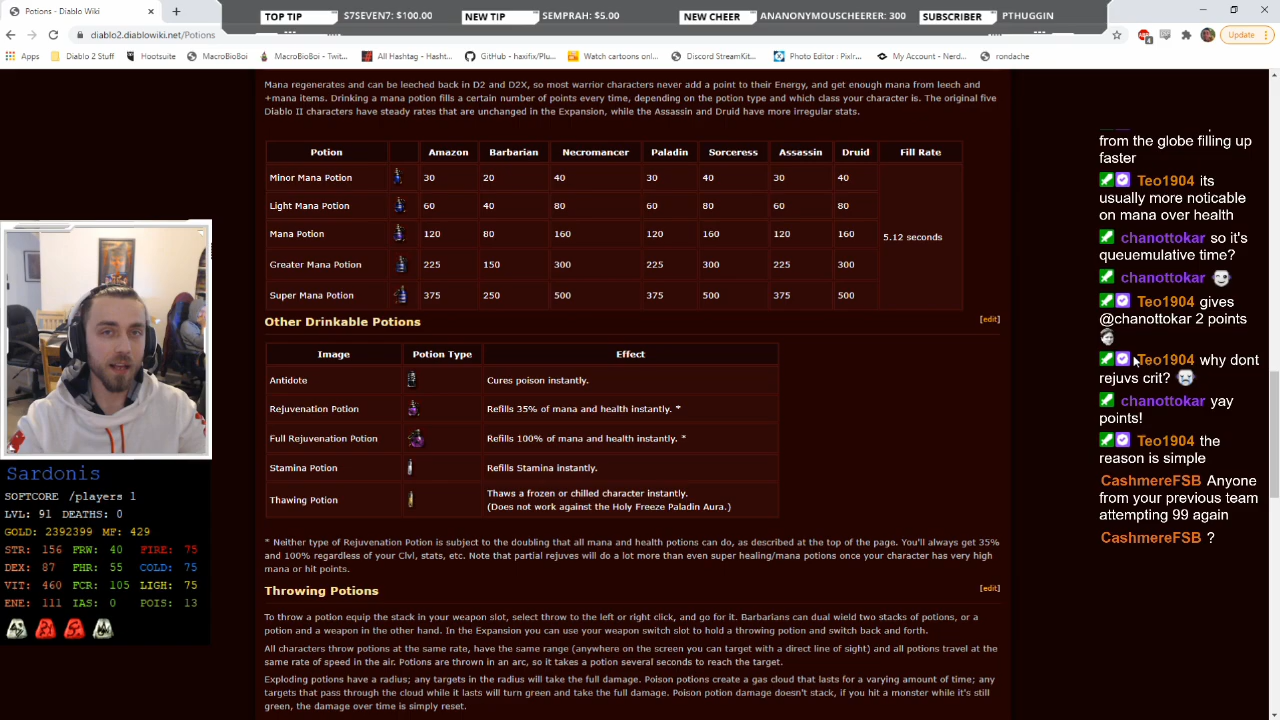 Potions - Diablo Wiki
TOP TIP S7SEVEN7: $100.00 NEW TIP SEMPRAH: $5.00 NEW CHEER ANANONYMOUSCHEERER: 300 SUBSCRIBER PTHUGGIN
diablo2.diablowiki.net/Potions
Update
Apps Diablo 2 Game Hootsuite MacroBioBoi MacroBioBoi - Twit... All Hashtag - Hasht... GitHub - haxifix/Plu... Watch cartoons onl... Discord StreamKit... Photo Editor : Pixlr... My Account - Nerd... rondache
Mana regenerates and can be leeched back in D2 and D2X, so most warrior characters never add a point to their Energy, and get enough mana from leech and
+mana items. Drinking a mana potion fills a certain number of points every time, depending on the potion type and which class your character is. The original five
Diablo II characters have steady rates that are unchanged in the Expansion, while the Assassin and Druid have more irregular stats.
Potion Amazon Barbarian Necromancer Paladin Sorceress Assassin Druid Fill Rate
Minor Mana Potion 30 20 40 30 40 30 40
Light Mana Potion 60 40 80 60 80 60 80
Mana Potion 120 80 160 120 160 120 160
5.12 seconds
Greater Mana Potion 225 150 300 225 300 225 300
Super Mana Potion 375 250 500 375 500 375 500
Other Drinkable Potions [edit]
Image Potion Type Effect
Antidote Cures poison instantly.
Rejuvenation Potion Refills 35% of mana and health instantly. *
Full Rejuvenation Potion Refills 100% of mana and health instantly. *
Stamina Potion Refills Stamina instantly.
Thawing Potion Thaws a frozen or chilled character instantly.
(Does not work against the Holy Freeze Paladin Aura.)
* Neither type of Rejuvenation Potion is subject to the doubling that all mana and health potions can do, as described at the top of the page. You'll always get 35%
and 100% regardless of your Clvl, stats, etc. Note that partial rejuves will do a lot more than even super healing/mana potions once your character has very high
mana or hit points.
Throwing Potions [edit]
To throw a potion equip the stack in your weapon slot, select throw to the left or right click, and go for it. Barbarians can dual wield two stacks of potions, or a
potion and a weapon in the other hand. In the Expansion you can use your weapon switch slot to hold a throwing potion and switch back and forth.
All characters throw potions at the same rate, have the same range (anywhere on the screen you can target with a direct line of sight) and all potions travel at the
same rate of speed in the air. Potions are thrown in an arc, so it takes a potion several seconds to reach the target.
Exploding potions have a radius; any targets in the radius will take the full damage. Poison potions create a gas cloud that lasts for a varying amount of time; any
targets that pass through the cloud while it lasts will turn green and take the full damage. Poison potion damage doesn't stack, if you hit a monster while it's still
green, the damage over time is simply reset.
Sardonis
SOFTCORE /players 1
LVL: 91 DEATHS: 0
GOLD: 2392399 MF: 429
STR: 156 FRW: 40 FIRE: 75
DEX: 87 FHR: 55 COLD: 75
VIT: 460 FCR: 105 LIGH: 75
ENE: 111 IAS: 0 POIS: 13
from the globe filling up
faster
Teo1904 its
usually more noticable
on mana over health
chanottokar so it's
queuemulative time?
chanottokar
Teo1904 gives
@chanottokar 2 points
Teo1904 why dont
rejuvs crit?
chanottokar yay
points!
Teo1904 the
reason is simple
CashmereFSB Anyone
from your previous team
attempting 99 again
CashmereFSB ?